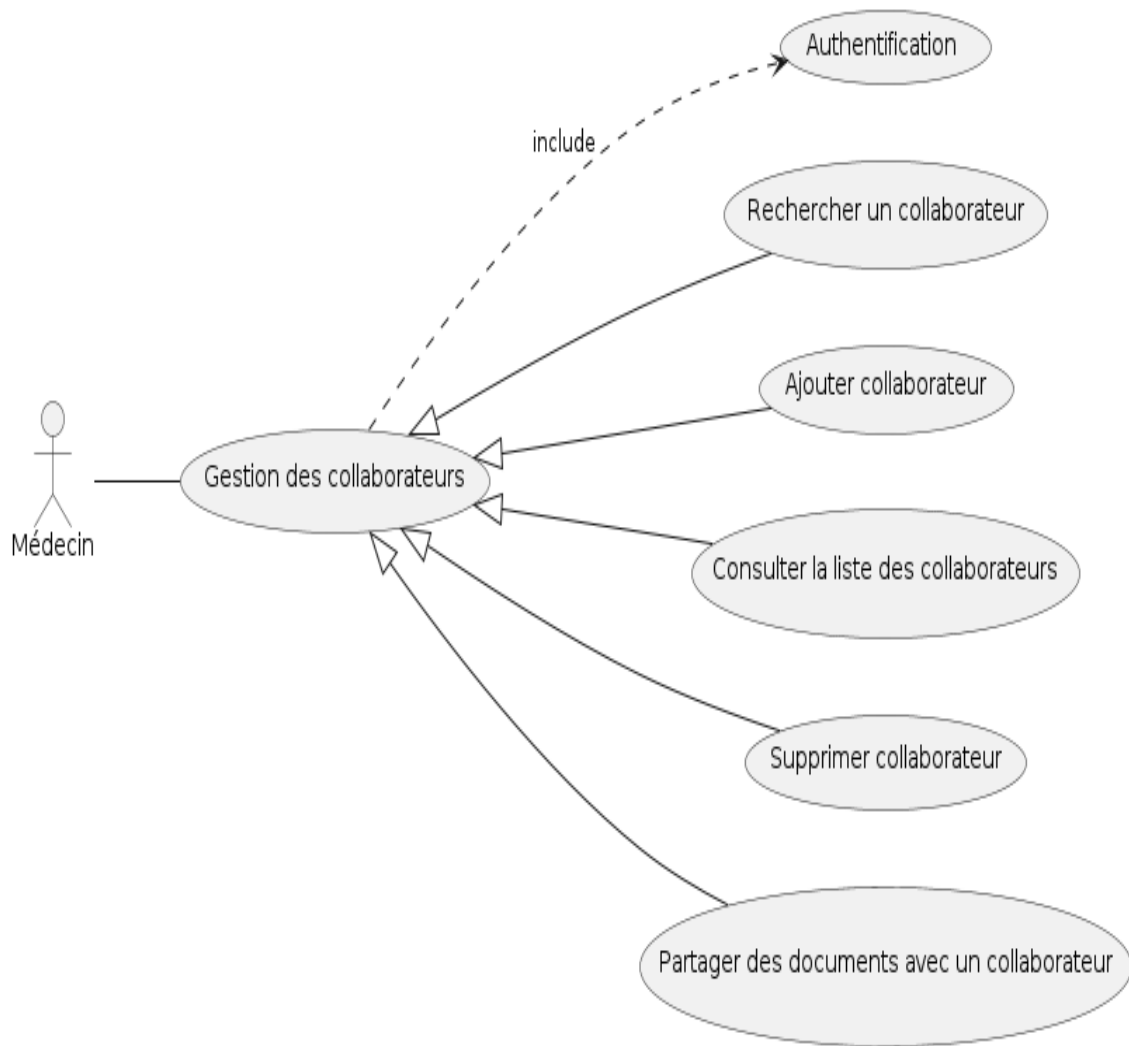 Authentification
include
Rechercher un collaborateur
Ajouter collaborateur
Gestion des collaborateurs
Médecin
Consulter la liste des collaborateurs
Supprimer collaborateur
Partager des documents avec un collaborateur